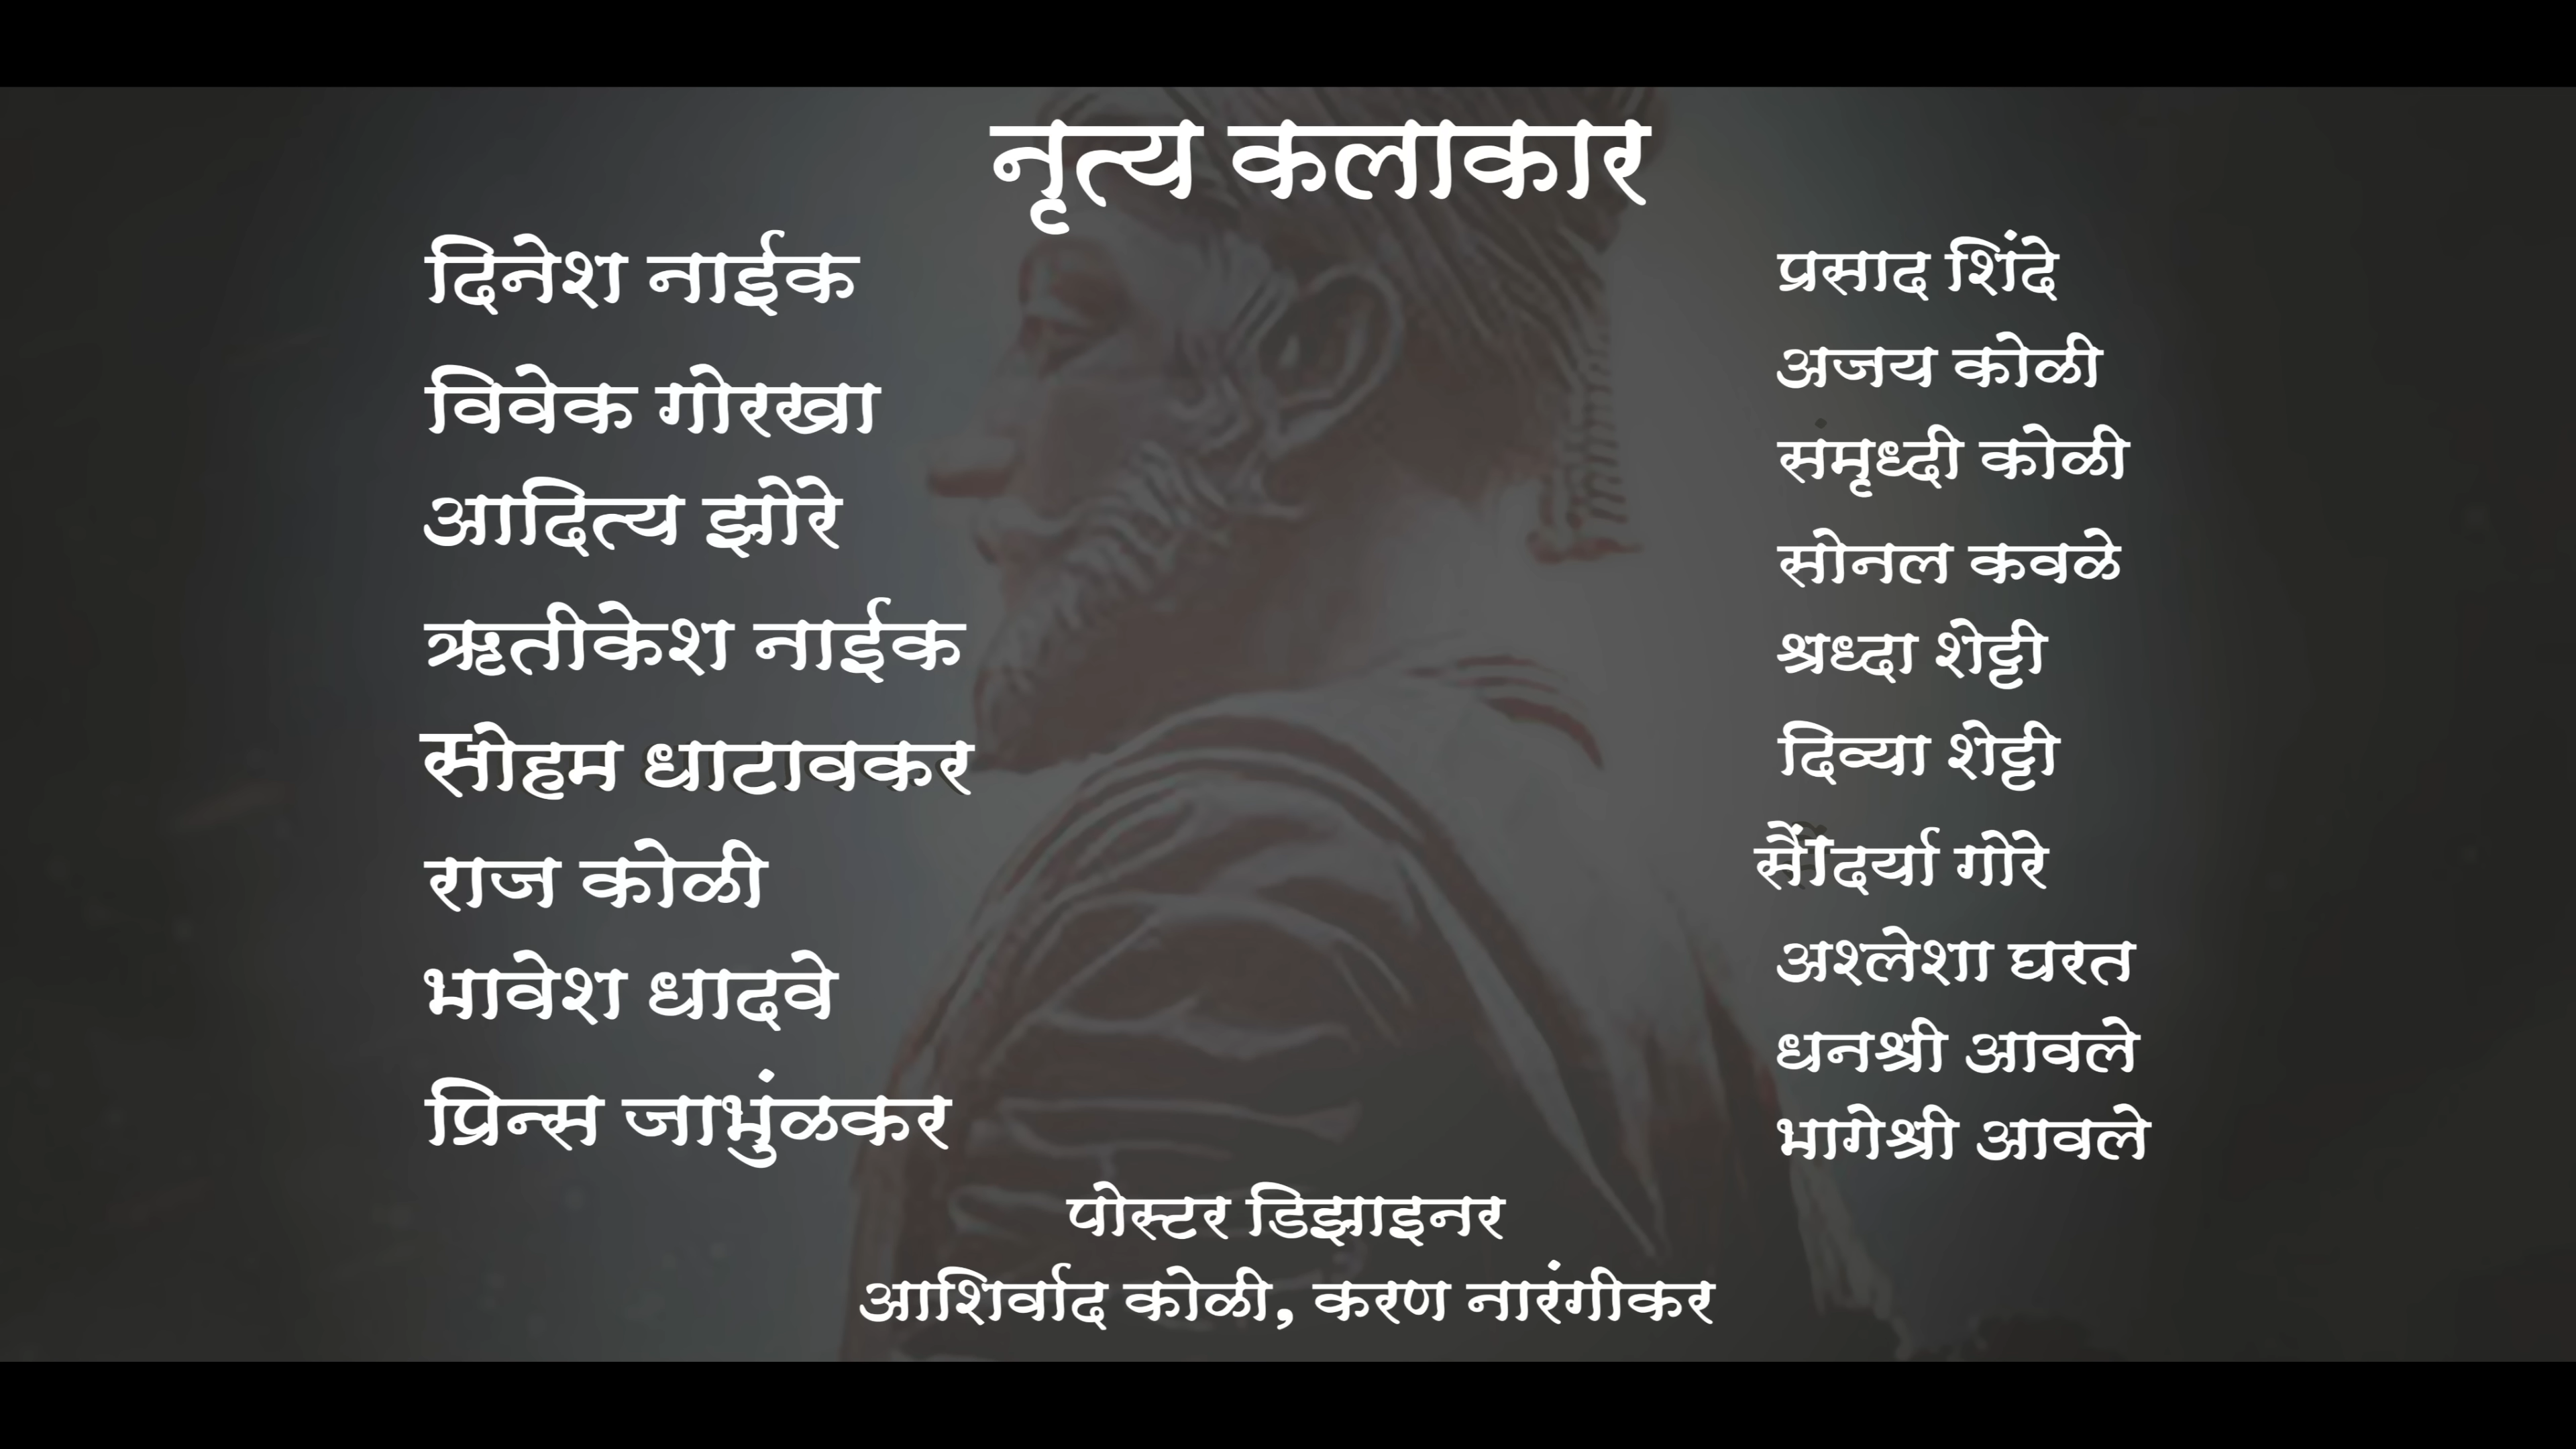 नृत्य कलाकार
दिनेश नाईक
विवेक गोरखा
आदित्य झोरे
ऋतीकेश नाईक
सोहम धाटावकर
राज कोळी
भावेश धादवे
प्रिन्स जाभुंळकर
प्रसाद शिंदे
अजय कोळी
समृध्दी कोळी
सोनल कवळे
श्रध्दा शेट्टी
दिव्या शेट्टी
सौंदर्या गोरे
अश्लेशा घरत
धनश्री आवले
भागेश्री आवले
पोस्टर डिझाइनर
आशिर्वाद कोळी, करण नारंगीकर